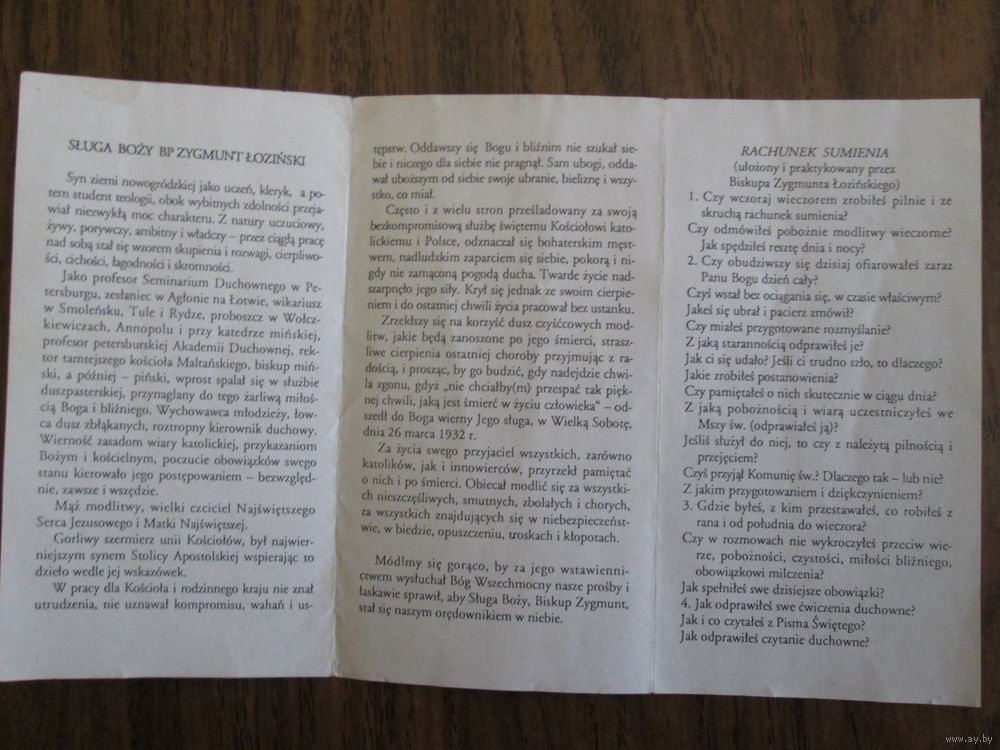 SŁUGA BOŻY BP ZYGMUNT ŁOZIŃSKI
Syn ziemi nowogródzkiej jako uczeń, kleryk, a po-
tem student teologii, obok wybitnych zdolności przeja-
wiał niezwykłą moc charakteru. Z natury uczuciowy,
żywy, porywczy, ambitny i władczy – przez ciągłą pracę
nad sobą stał się wzorem skupienia i rozwagi, cierpliwo-
ści, cichości, łagodności i skromności.
Jako profesor Seminarium Duchownego w Pe-
tersburgu, zesłaniec w Agłonie na Łotwie, wikariusz
w Smoleńsku, Tule i Rydze, proboszcz w Wołcz-
kiewiczach, Annopolu i przy katedrze mińskiej,
profesor petersburskiej Akademii Duchownej, rek-
tor tamtejszego kościoła Maltańskiego, biskup miń-
ski, a później – piński, wprost spalał się w służbie
duszpasterskiej, przynaglany do tego żarliwą miłoś-
cią Boga i bliźniego. Wychowawca młodzieży, łow-
ca dusz zbłąkanych, roztropny kierownik duchowy.
Wierność zasadom wiary katolickiej, przykazaniom
Bożym i kościelnym, poczucie obowiązków swego
stanu kierowało jego postępowaniem – bezwzględ-
nie, zawsze i wszędzie.
Mąż modlitwy, wielki czciciel Najświętszego
Serca Jezusowego i Matki Najświętszej.
Gorliwy szermierz unii Kościołów, był najwier-
niejszym synem Stolicy Apostolskiej wspierając to
dzieło wedle jej wskazówek.
W pracy dla Kościoła i rodzinnego kraju nie znał
utrudzenia, nie uznawał kompromisu, wahań i us-
tępstw. Oddawszy się Bogu i bliźnim nie szukał sie-
bie i niczego dla siebie nie pragnął. Sam ubogi, odda-
wał uboższym od siebie swoje ubranie, bieliznę i wszy-
stko, co miał.
Często i z wielu stron prześladowany za swoją
bezkompromisową służbę świętemu Kościołowi kato-
lickiemu i Polsce, odznaczał się bohaterskim męst-
wem, nadludzkim zaparciem się siebie, pokorą i ni-
gdy nie zamąconą pogodą ducha. Twarde życie nad-
szarpnęło jego siły. Krył się jednak ze swoim cierpie-
niem i do ostatniej chwili życia pracował bez ustanku.
Zrzekłszy się na korzyść dusz czyśćcowych mod-
litw, jakie będą zanoszone po jego śmierci, strasz-
liwe cierpienia ostatniej choroby przyjmując z ra-
dością, i prosząc, by go budzić, gdy nadejdzie chwi-
la zgonu, gdyż „nie chciałby(m) przespać tak pięk-
nej chwili, jaką jest śmierć w życiu człowieka“ – od-
szedł do Boga wierny Jego sługa, w Wielką Sobotę,
dnia 26 marca 1932 r.
Za życia swego przyjaciel wszystkich, zarówno
katolików, jak i innowierców, przyrzekł pamiętać
o nich i po śmierci. Obiecał modlić się za wszystki-
ch nieszczęśliwych, smutnych, zbolałych i chorych,
za wszystkich znajdujących się w niebezpieczeńst-
wie, w biedzie, opuszczeniu, troskach i kłopotach.
Módlmy się gorąco, by za jego wstawienni-
ctwem wysłuchał Bóg Wszechmocny nasze prośby i
łaskawie sprawił, aby Sługa Boży, Biskup Zygmunt,
stał się naszym orędownikiem w niebie.
RACHUNEK SUMIENIA
(ułożony i praktykowany przez
Biskupa Zygmunta Łozińskiego)
1. Czy wczoraj wieczorem zrobiłeś pilnie i ze
skruchą rachunek sumienia?
Czy odmówiłeś pobożnie modlitwy wieczorne?
Jak spędziłeś resztę dnia i nocy?
2. Czy obudziwszy się dzisiaj ofiarowałeś zaraz
Panu Bogu dzień cały?
Czyś wstał bez ociągania się, w czasie właściwym?
Jakeś się ubrał i pacierz zmówił?
Czy miałeś przygotowane rozmyślanie?
Z jaką starannością odprawiłeś je?
Jak ci się udało? Jeśli ci trudno szło, to dlaczego?
Jakie zrobiłeś postanowienia?
Czy pamiętałeś o nich skutecznie w ciągu dnia?
Z jaką pobożnością i wiarą uczestniczyłeś we
Mszy św. (odprawiałeś ją)?
Jeśliś służył do niej, to czy z należytą pilnością i
przejęciem?
Czyś przyjął Komunię św.? Dlaczego tak – lub nie?
Z jakim przygotowaniem i dziękczynieniem?
3. Gdzie byłeś, z kim przestawałeś, co robiłeś z
rana i od południa do wieczora?
Czy w rozmowach nie wykroczyłeś przeciw wie-
rze, pobożności, czystości, miłości bliźniego,
obowiązkowi milczenia?
Jak spełniłeś swe dzisiejsze obowiązki?
4. Jak odprawiłeś swe ćwiczenia duchowne?
Jak i co czytałeś z Pisma Świętego?
Jak odprawiłeś czytanie duchowne?
www.ay.by